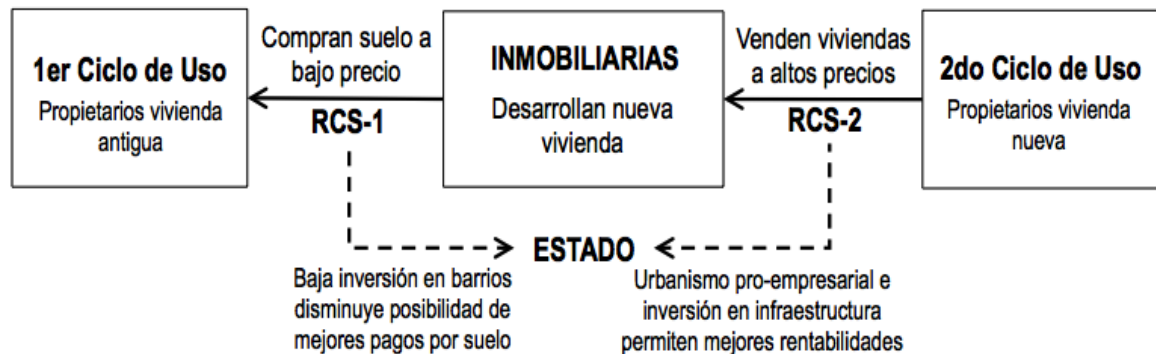 1er Ciclo de Uso
Propietarios vivienda
antigua
Compran suelo a
bajo precio
RCS-1
INMOBILIARIAS
Desarrollan nueva
vivienda
Venden viviendas
a altos precios
RCS-2
2do Ciclo de Uso
Propietarios vivienda
nueva
ESTADO
Baja inversión en barrios
disminuye posibilidad de
mejores pagos por suelo
Urbanismo pro-empresarial e
inversión en infraestructura
permiten mejores rentabilidades